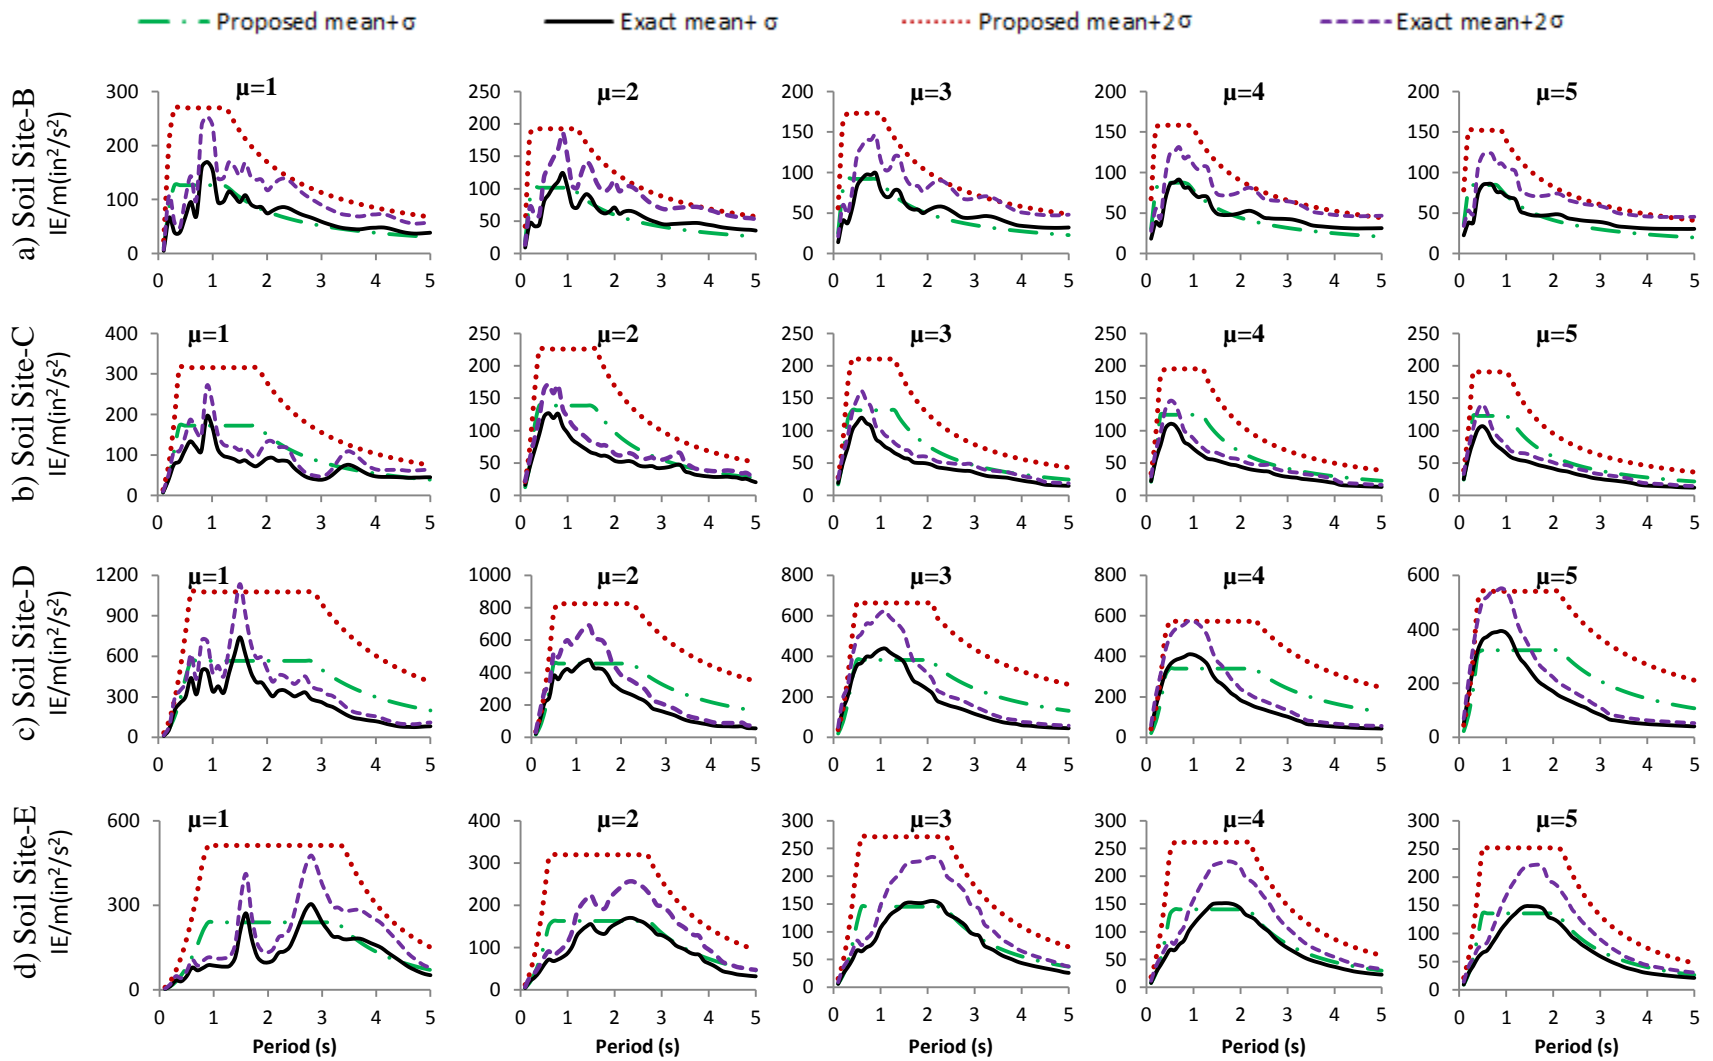 Proposed mean+σ Exact mean+ σ Proposed mean+2σ Exact mean+2σ
a) Soil Site-B
IE/m(in²/s²)
μ=1 μ=2 μ=3 μ=4 μ=5
300 250 200 200 200
200 200 150 150 150
100 150 100 100 100
0 100 50 50 50
50 0 0 0
0
0 1 2 3 4 5 0 1 2 3 4 5 0 1 2 3 4 5 0 1 2 3 4 5 0 1 2 3 4 5
b) Soil Site-C
IE/m(in²/s²)
μ=1 μ=2 μ=3 μ=4 μ=5
400 250 250 250 250
300 200 200 200 200
200 150 150 150 150
100 100 100 100 100
0 50 50 50 50
0 0 0 0
0 1 2 3 4 5 0 1 2 3 4 5 0 1 2 3 4 5 0 1 2 3 4 5 0 1 2 3 4 5
c) Soil Site-D
IE/m(in²/s²)
μ=1 μ=2 μ=3 μ=4 μ=5
1200 1000 800 800 600
900 800 600 600 400
600 600 400 400 200
300 400 200 200 0
0 200 0 0
0
0 1 2 3 4 5 0 1 2 3 4 5 0 1 2 3 4 5 0 1 2 3 4 5 0 1 2 3 4 5
d) Soil Site-E
IE/m(in²/s²)
μ=1 μ=2 μ=3 μ=4 μ=5
600 400 300 300 300
300 300 250 250 250
0 200 200 200 200
100 150 150 150
0 100 100 100
50 50 50
0 0 0
0 1 2 3 4 5 0 1 2 3 4 5 0 1 2 3 4 5 0 1 2 3 4 5 0 1 2 3 4 5
Period (s) Period (s) Period (s) Period (s) Period (s)